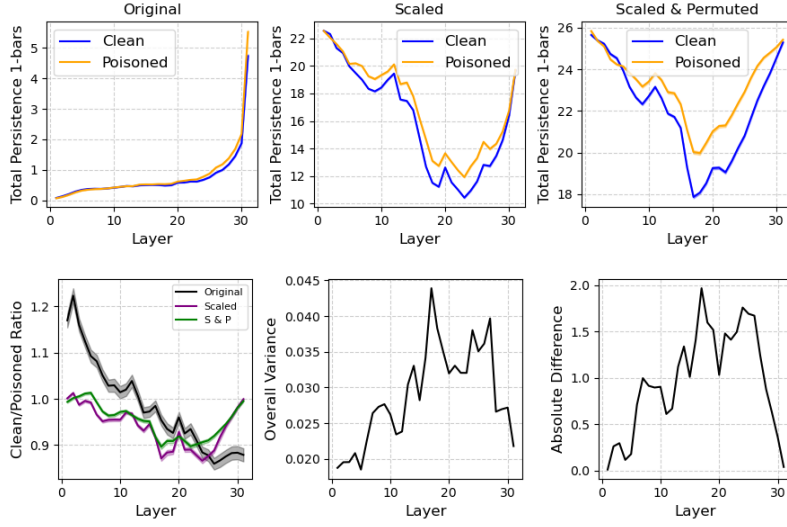 Original
Total Persistence 1-bars
5
4
3
2
1
0
Clean
Poisoned
0 10 20 30
Layer
Scaled
Total Persistence 1-bars
22
20
18
16
14
12
10
Clean
Poisoned
0 10 20 30
Layer
Scaled & Permuted
Total Persistence 1-bars
26
24
22
20
18
Clean
Poisoned
0 10 20 30
Layer
Clean/Poisoned Ratio
1.2
1.1
1.0
0.9
Original
Scaled
S & P
0 10 20 30
Layer
Overall Variance
0.045
0.040
0.035
0.030
0.025
0.020
0 10 20 30
Layer
Absolute Difference
2.0
1.5
1.0
0.5
0.0
0 10 20 30
Layer